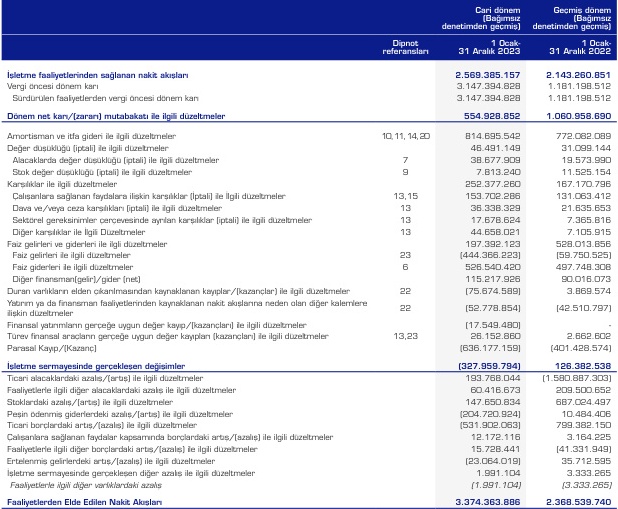 Cari dönem Geçmiş dönem
(Bağımsız (Bağımsız
denetimden geçmiş) denetimden geçmiş)
Dipnot 1 Ocak- 1 Ocak-
referansları 31 Aralık 2023 31 Aralık 2022
İşletme faaliyetlerinden sağlanan nakit akışları 2.569.385.157 2.143.260.851
Vergi öncesi dönem karı 3.147.394.828 1.181.198.512
Sürdürülen faaliyetlerden vergi öncesi dönem karı 3.147.394.828 1.181.198.512
Dönem net karı/(zararı) mutabakatı ile ilgili düzeltmeler 554.928.852 1.060.958.690
Amortisman ve itfa gideri ile ilgili düzeltmeler 10,11,14,20 814.695.542 772.082.089
Değer düşüklüğü (iptali) ile ilgili düzeltmeler 46.491.149 31.099.144
Alacaklarda değer düşüklüğü (iptali) ile ilgili düzeltmeler 7 38.677.909 19.573.990
Stok değer düşüklüğü (iptali) ile ilgili düzeltmeler 9 7.813.240 11.525.154
Karşılıklar ile ilgili düzeltmeler 252.377.260 167.170.796
Çalışanlara sağlanan faydalara ilişkin karşılıklar (İptali) ile İlgili düzeltmeler 13,15 153.702.286 131.063.412
Dava ve/veya ceza karşılıkları (iptali) ile ilgili düzeltmeler 13 36.338.329 21.635.653
Sektörel gereksinimler çerçevesinde ayrılan karşılıklar (iptali) ile ilgili düzeltmeler 13 17.678.624 7.365.816
Diğer karşılıklar ile İlgili Düzeltmeler 13 44.658.021 7.105.915
Faiz gelirleri ve giderleri ile ilgili düzeltmeler 197.392.123 528.013.856
Faiz gelirleri ile ilgili düzeltmeler 23 (444.366.223) (59.750.525)
Faiz giderleri ile ilgili düzeltmeler 6 526.540.420 497.748.308
Diğer finansman(gelir)/gider (net) 115.217.926 90.016.073
Duran varlıkların elden çıkarılmasından kaynaklanan kayıplar/(kazançlar) ile ilgili düzeltmeler 22 (75.674.589) 3.869.574
Yatırım ya da finansman faaliyetlerinden kaynaklanan nakit akışlarına neden olan diğer kalemlere
ilişkin düzeltmeler 22 (52.778.854) (42.510.797)
Finansal yatırımların gerçeğe uygun değer kayıp/(kazançları) ile ilgili düzeltmeler (17.549.480) -
Türev finansal araçların gerçeğe uygun değer kayıpları (kazançları) ile ilgili düzeltmeler 13,23 26.152.860 2.662.602
Parasal Kayıp/(Kazanç) (636.177.159) (401.428.574)
İşletme sermayesinde gerçekleşen değişimler (327.959.794) 126.382.538
Ticari alacaklardaki azalış/(artış) ile ilgili düzeltmeler 193.768.044 (1.580.887.303)
Faaliyetlerle ilgili diğer alacaklardaki azalış ile ilgili düzeltmeler 60.416.673 209.500.652
Stoklardaki azalış/(artış) ile ilgili düzeltmeler 147.650.834 687.024.497
Peşin ödenmiş giderlerdeki azalış/(artış) ile ilgili düzeltmeler (204.720.924) 10.484.406
Ticari borçlardaki artış/(azalış) ile ilgili düzeltmeler (531.902.063) 799.382.150
Çalışanlara sağlanan faydalar kapsamında borçlardaki artış/(azalış) ile ilgili düzeltmeler 12.172.116 3.164.225
Faaliyetlerle ilgili diğer borçlardaki artış/(azalış) ile ilgili düzeltmeler 15.728.441 (41.331.949)
Ertelenmiş gelirlerdeki artış/(azalış) ile ilgili düzeltmeler (23.064.019) 35.712.595
İşletme sermayesinde gerçekleşen diğer azalış ile ilgili düzeltmeler 1.991.104 3.333.265
Faaliyetlerle ilgili diğer varlıklardaki azalış (1.991.104) (3.333.265)
Faaliyetlerden Elde Edilen Nakit Akışları 3.374.363.886 2.368.539.740